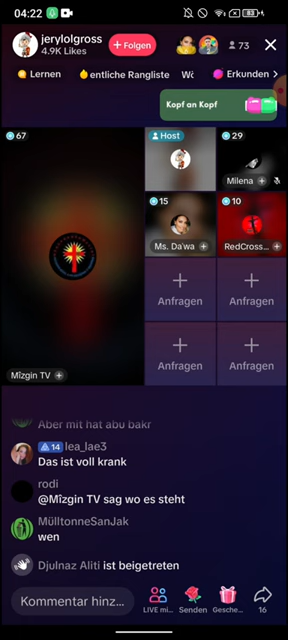 04:22
83
jerylolgross
4.9K Likes
+ Folgen
73
Lernen
entliche Rangliste
Wö
Erkunden
Kopf an Kopf
67
Host
29
Milena
15
Ms. Da'wa
10
RedCross...
Anfragen
Anfragen
Anfragen
Anfragen
Mîzgin TV
Aber mit hat abu bakr
14 lea_lae3
Das ist voll krank
rodi
@Mîzgin TV sag wo es steht
MülltonneSanJak
wen
Djulnaz Aliti ist beigetreten
Kommentar hinz...
LIVE mi...
Senden
Gesche...
16